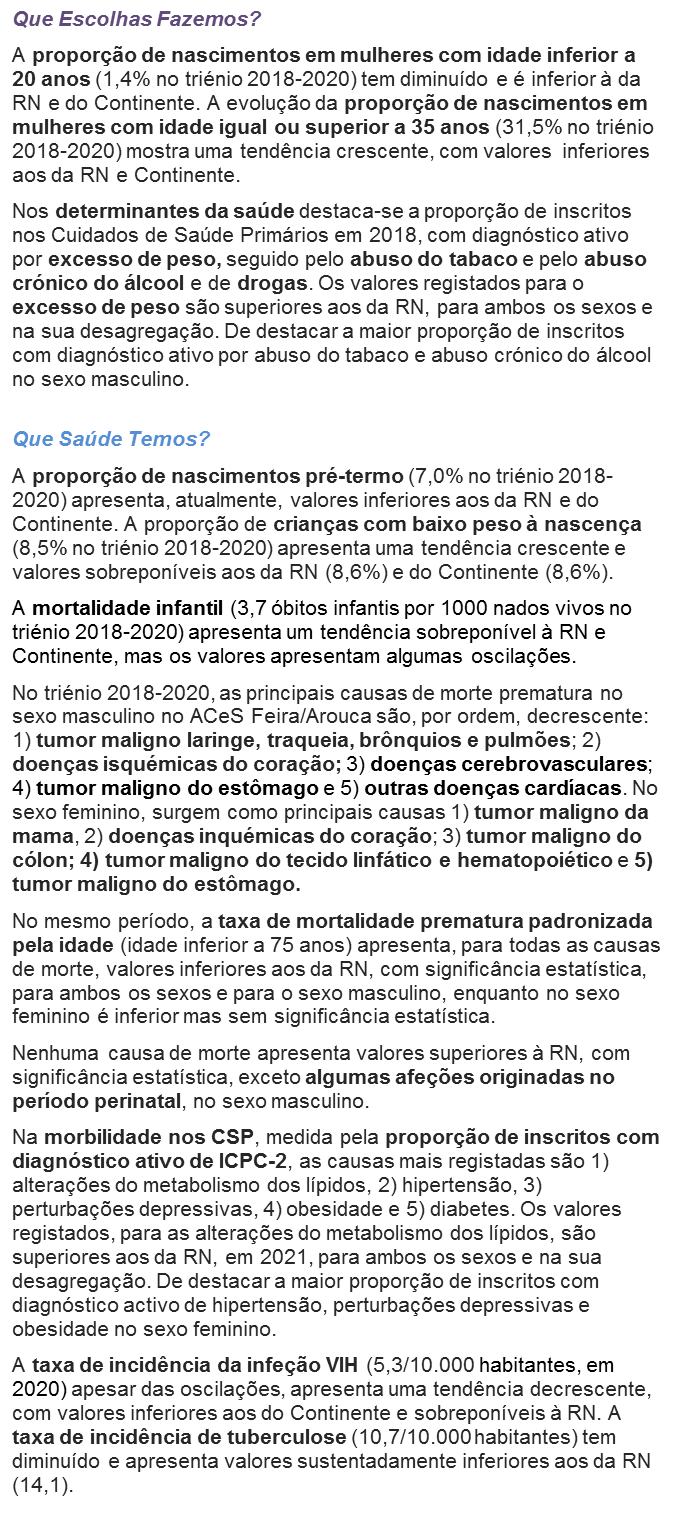 Que Escolhas Fazemos?
A proporção de nascimentos em mulheres com idade inferior a
20 anos (1,4% no triénio 2018-2020) tem diminuído e é inferior à da
RN e do Continente. A evolução da proporção de nascimentos em
mulheres com idade igual ou superior a 35 anos (31,5% no triénio
2018-2020) mostra uma tendência crescente, com valores inferiores
aos da RN e Continente.
Nos determinantes da saúde destaca-se a proporção de inscritos
nos Cuidados de Saúde Primários em 2018, com diagnóstico ativo
por excesso de peso, seguido pelo abuso do tabaco e pelo abuso
crónico do álcool e de drogas. Os valores registados para o
excesso de peso são superiores aos da RN, para ambos os sexos e
na sua desagregação. De destacar a maior proporção de inscritos
com diagnóstico ativo por abuso do tabaco e abuso crónico do álcool
no sexo masculino.
Que Saúde Temos?
A proporção de nascimentos pré-termo (7,0% no triénio 2018-
2020) apresenta, atualmente, valores inferiores aos da RN e do
Continente. A proporção de crianças com baixo peso à nascença
(8,5% no triénio 2018-2020) apresenta uma tendência crescente e
valores sobreponíveis aos da RN (8,6%) e do Continente (8,6%).
A mortalidade infantil (3,7 óbitos infantis por 1000 nados vivos no
triénio 2018-2020) apresenta um tendência sobreponível à RN e
Continente, mas os valores apresentam algumas oscilações.
No triénio 2018-2020, as principais causas de morte prematura no
sexo masculino no ACeS Feira/Arouca são, por ordem, decrescente:
1) tumor maligno laringe, traqueia, brônquios e pulmões; 2)
doenças isquémicas do coração; 3) doenças cerebrovasculares;
4) tumor maligno do estômago e 5) outras doenças cardíacas. No
sexo feminino, surgem como principais causas 1) tumor maligno da
mama, 2) doenças inquémicas do coração; 3) tumor maligno do
cólon; 4) tumor maligno do tecido linfático e hematopoiético e 5)
tumor maligno do estômago.
No mesmo período, a taxa de mortalidade prematura padronizada
pela idade (idade inferior a 75 anos) apresenta, para todas as causas
de morte, valores inferiores aos da RN, com significância estatística,
para ambos os sexos e para o sexo masculino, enquanto no sexo
feminino é inferior mas sem significância estatística.
Nenhuma causa de morte apresenta valores superiores à RN, com
significância estatística, exceto algumas afeções originadas no
período perinatal, no sexo masculino.
Na morbilidade nos CSP, medida pela proporção de inscritos com
diagnóstico ativo de ICPC-2, as causas mais registadas são 1)
alterações do metabolismo dos lípidos, 2) hipertensão, 3)
perturbações depressivas, 4) obesidade e 5) diabetes. Os valores
registados, para as alterações do metabolismo dos lípidos, são
superiores aos da RN, em 2021, para ambos os sexos e na sua
desagregação. De destacar a maior proporção de inscritos com
diagnóstico activo de hipertensão, perturbações depressivas e
obesidade no sexo feminino.
A taxa de incidência da infeção VIH (5,3/10.000 habitantes, em
2020) apesar das oscilações, apresenta uma tendência decrescente,
com valores inferiores aos do Continente e sobreponíveis à RN. A
taxa de incidência de tuberculose (10,7/10.000 habitantes) tem
diminuído e apresenta valores sustentadamente inferiores aos da RN
(14,1).